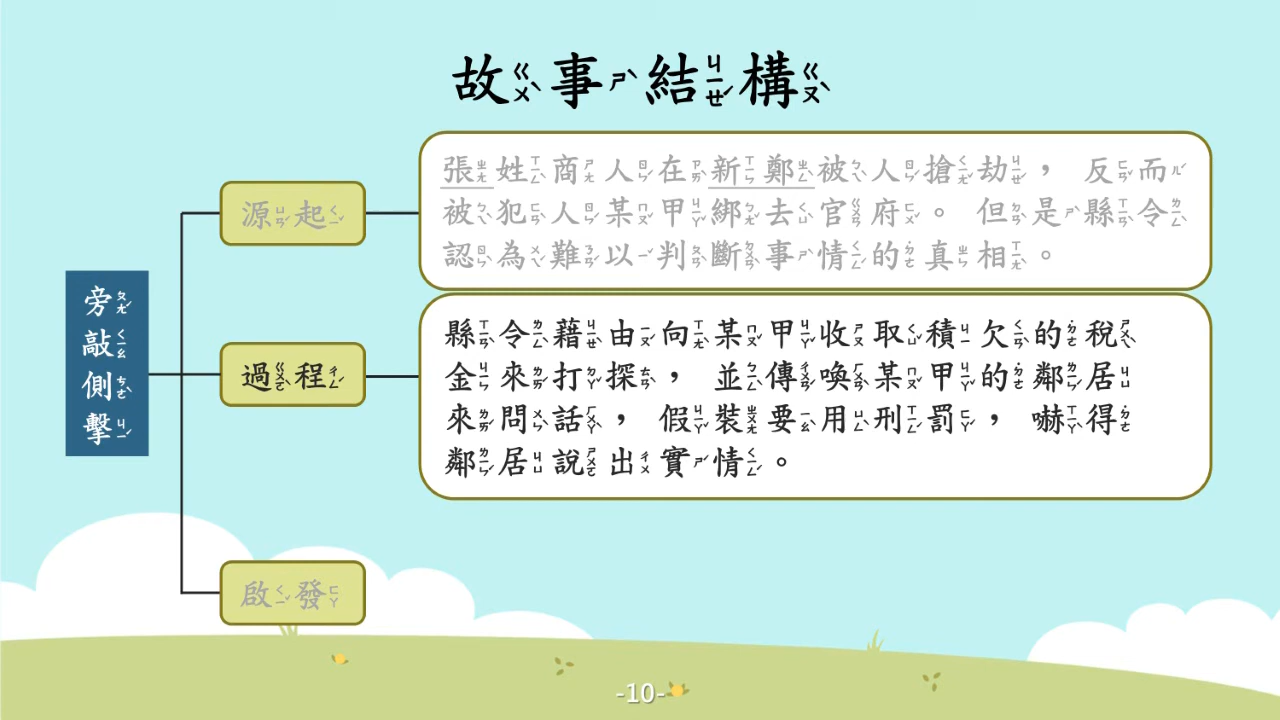 故事結構
旁敲側擊
源起
張姓商人在新鄭被人搶劫，反而
被犯人某甲綁去官府。但是縣令
認為難以判斷事情的真相。
過程
縣令藉由向某甲收取積欠的稅
金來打探，並傳喚某甲的鄰居
來問話，假裝要用刑罰，嚇得
鄰居說出實情。
啟發
-10-